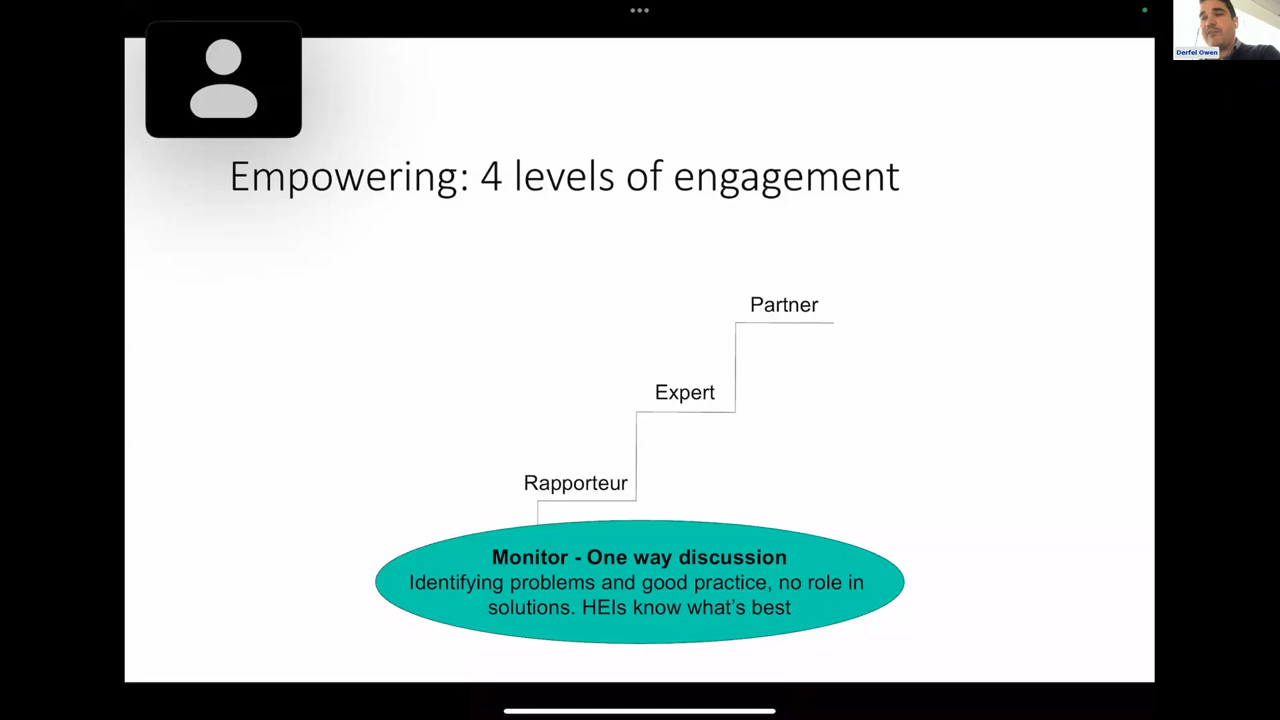 Derfel Owen
Empowering: 4 levels of engagement
Partner
Expert
Rapporteur
Monitor - One way discussion
Identifying problems and good practice, no role in
solutions. HEIs know what’s best